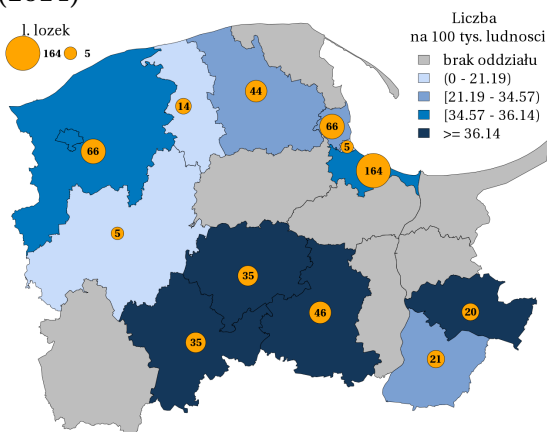 l. lozek
164 5
Liczba
na 100 tys. ludnosci
brak oddziału
(0 - 21.19)
[21.19 - 34.57)
[34.57 - 36.14)
>= 36.14
44
14
66
5
66
164
5
35
46
20
35
21